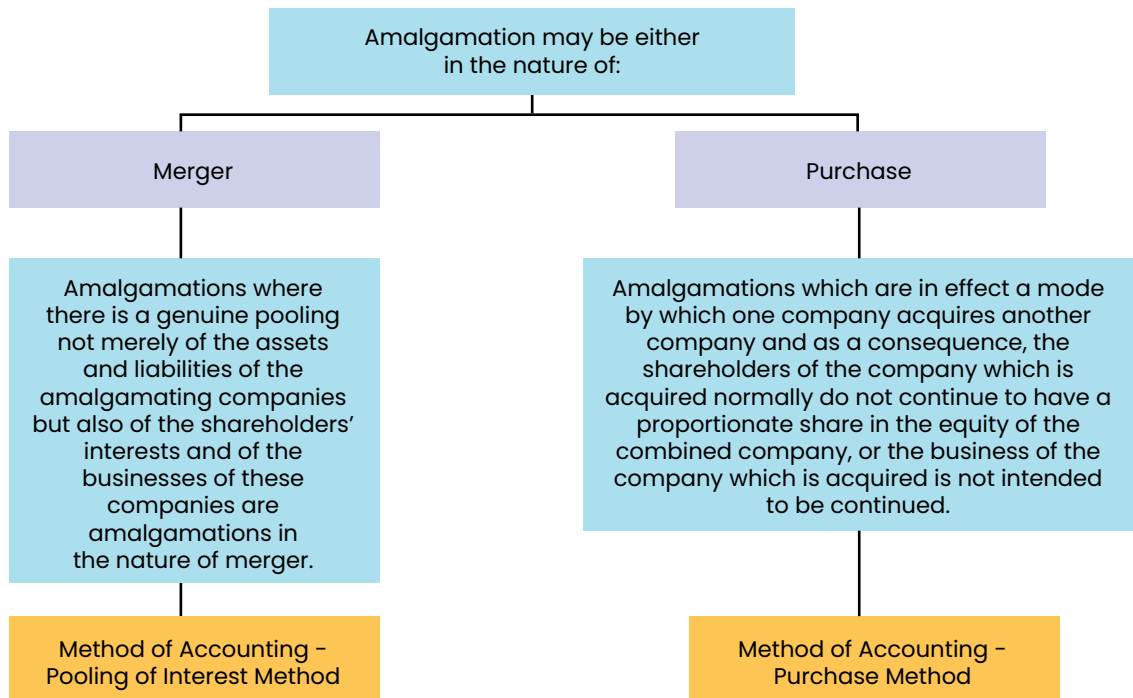 Amalgamation may be either
in the nature of:
Merger
Purchase
Amalgamations where
there is a genuine pooling
not merely of the assets
and liabilities of the
amalgamating companies
but also of the shareholders’
interests and of the
businesses of these
companies are
amalgamations in
the nature of merger.
Amalgamations which are in effect a mode
by which one company acquires another
company and as a consequence, the
shareholders of the company which is
acquired normally do not continue to have a
proportionate share in the equity of the
combined company, or the business of the
company which is acquired is not intended
to be continued.
Method of Accounting -
Pooling of Interest Method
Method of Accounting -
Purchase Method